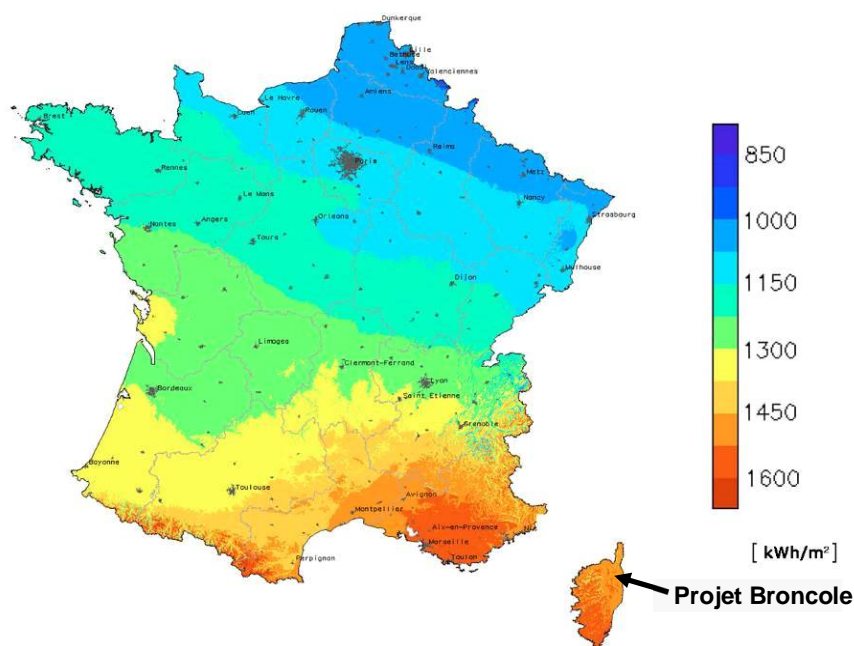 Dunkerque
Lille
Lens
Valenciennes
Amiens
Le Havre
Rouen
Caen
Reims
Brest
Paris
Metz
Nancy
Strasbourg
Rennes
Le Mans
Orleans
Nantes
Angers
Tours
Mulhouse
Dijon
Limoges
Clermont-Ferrand
Lyon
Bordeaux
Saint Etienne
Grenoble
Bayonne
Toulouse
Avignon
Montpellier
Aix-en-Provence
Marseille
Toulon
Perpignan
850
1000
1150
1300
1450
1600
[ kWh/m² ]
Projet Broncole